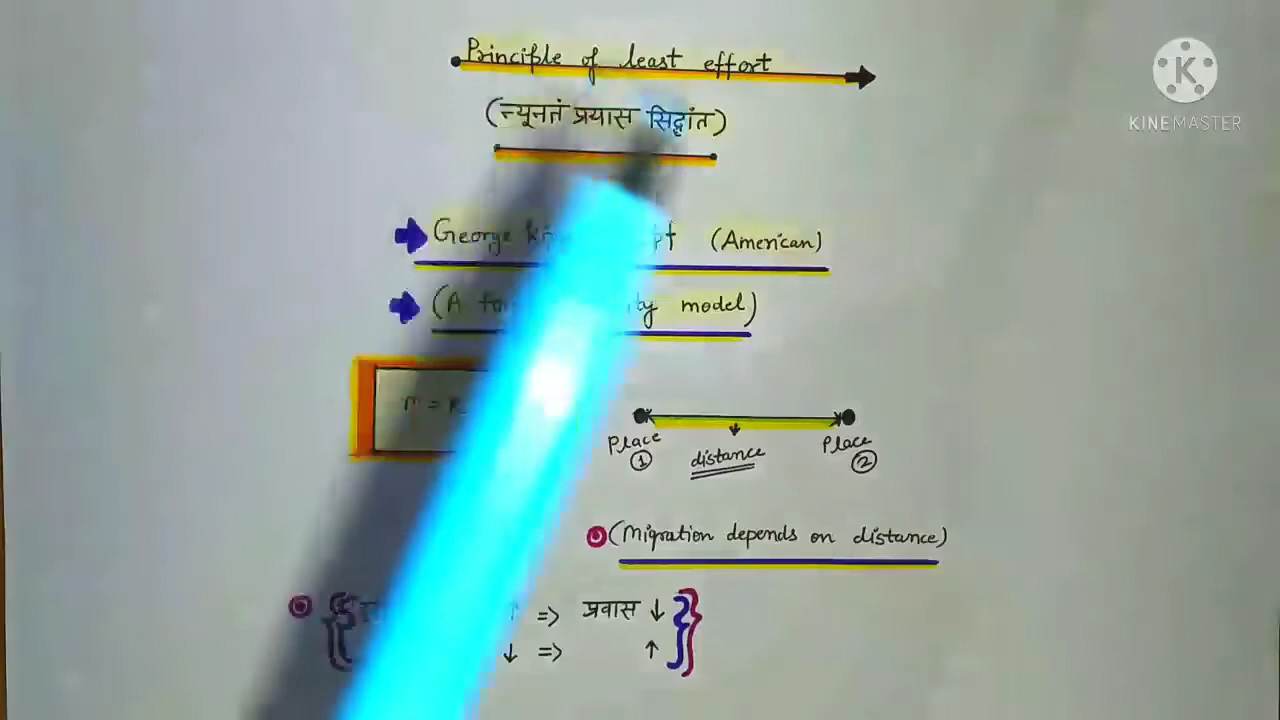 Principle of least effort
(न्यूनतं प्रयास सिद्धांत)
George (American)
(A model)
Place distance Place
1 2
(Migration depends on distance)
↑ => प्रवास ↓
↓ => ↑
K
KINEMASTER